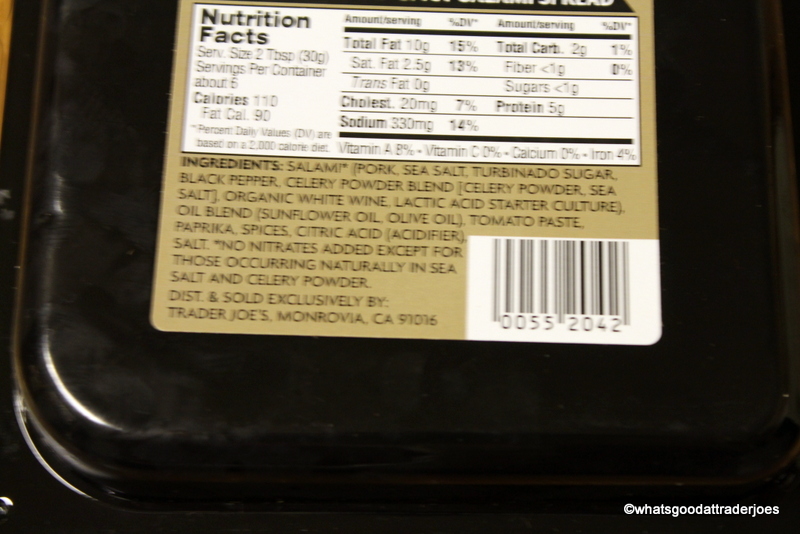 SALAMI SPREAD
Nutrition
Facts
Serv. Size 2 Tbsp (30g)
Servings Per Container
about 6
Calories 110
Fat Cal. 90
*Percent Daily Values (DV) are
based on a 2,000 calorie diet.
Amount/serving %DV* Amount/serving %DV*
Total Fat 10g 15% Total Carb. 2g 1%
Sat. Fat 2.5g 13% Fiber <1g 0%
Trans Fat 0g Sugars <1g
Cholest. 20mg 7% Protein 5g
Sodium 330mg 14%
Vitamin A 8% • Vitamin C 0% • Calcium 0% • Iron 4%
INGREDIENTS: SALAMI* (PORK, SEA SALT, TURBINADO SUGAR,
BLACK PEPPER, CELERY POWDER BLEND [CELERY POWDER, SEA
SALT], ORGANIC WHITE WINE, LACTIC ACID STARTER CULTURE),
OIL BLEND (SUNFLOWER OIL, OLIVE OIL), TOMATO PASTE,
PAPRIKA, SPICES, CITRIC ACID (ACIDIFIER),
SALT. *NO NITRATES ADDED EXCEPT FOR
THOSE OCCURRING NATURALLY IN SEA
SALT AND CELERY POWDER.
DIST. & SOLD EXCLUSIVELY BY:
TRADER JOE'S, MONROVIA, CA 91016
0055 2042
©whatsgoodattraderjoes